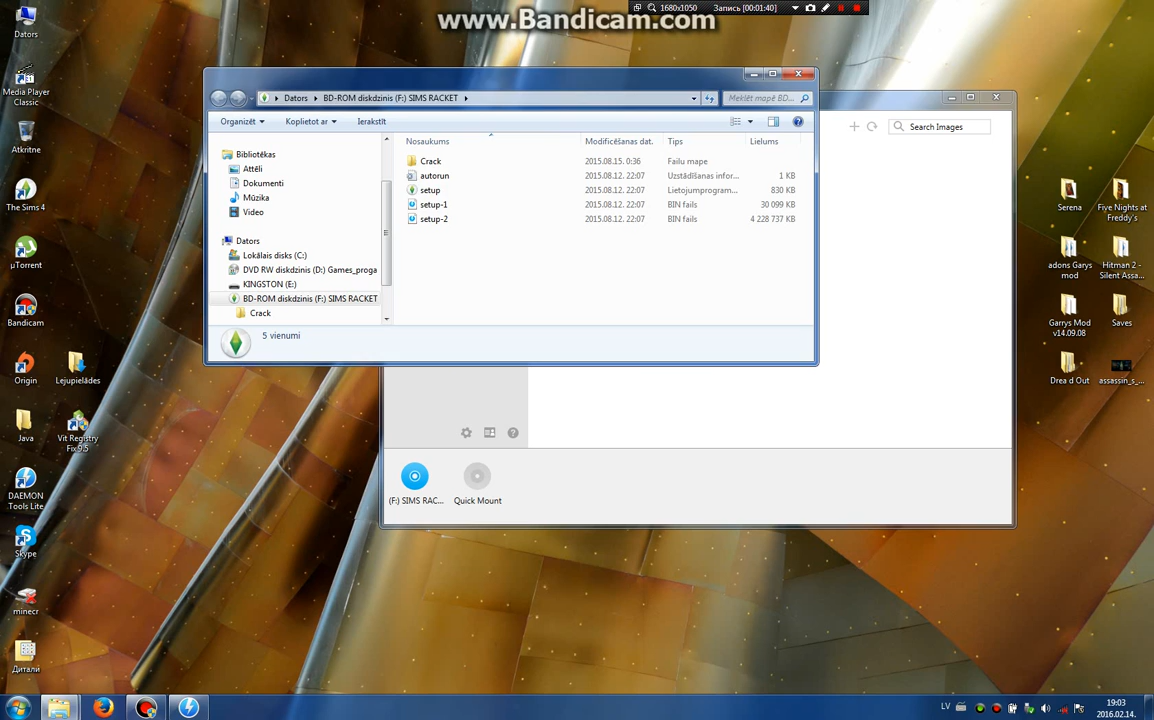 www.Bandicam.com
1680x1050
Запись [00:01:40]
Dators
Media Player
Classic
Atkritne
The Sims 4
µTorrent
Bandicam
Origin
Lejupielādes
Java
Vit Registry
Fix 9.5
DAEMON
Tools Lite
Skype
minecr
Детали
Dators
BD-ROM diskdzinis (F:) SIMS RACKET
Meklēt mapē BD...
Organizēt
Koplietot ar
Ierakstīt
Bibliotēkas
Attēli
Dokumenti
Mūzika
Video
Dators
Lokālais disks (C:)
DVD RW diskdzinis (D:) Games_proga
KINGSTON (E:)
BD-ROM diskdzinis (F:) SIMS RACKET
Crack
Nosaukums Modificēšanas dat. Tips Lielums
Crack 2015.08.15. 0:36 Failu mape
autorun 2015.08.12. 22:07 Uzstādīšanas infor... 1 KB
setup 2015.08.12. 22:07 Lietojumprogram... 830 KB
setup-1 2015.08.12. 22:07 BIN fails 30 099 KB
setup-2 2015.08.12. 22:07 BIN fails 4 228 737 KB
5 vienumi
Search Images
(F:) SIMS RAC...
Quick Mount
Serena
Five Nights at
Freddy's
adons Garys
mod
Hitman 2 -
Silent Assa...
Garrys Mod
v14.09.08
Saves
Drea d Out
assassin_s_...
LV
19:03
2016.02.14.